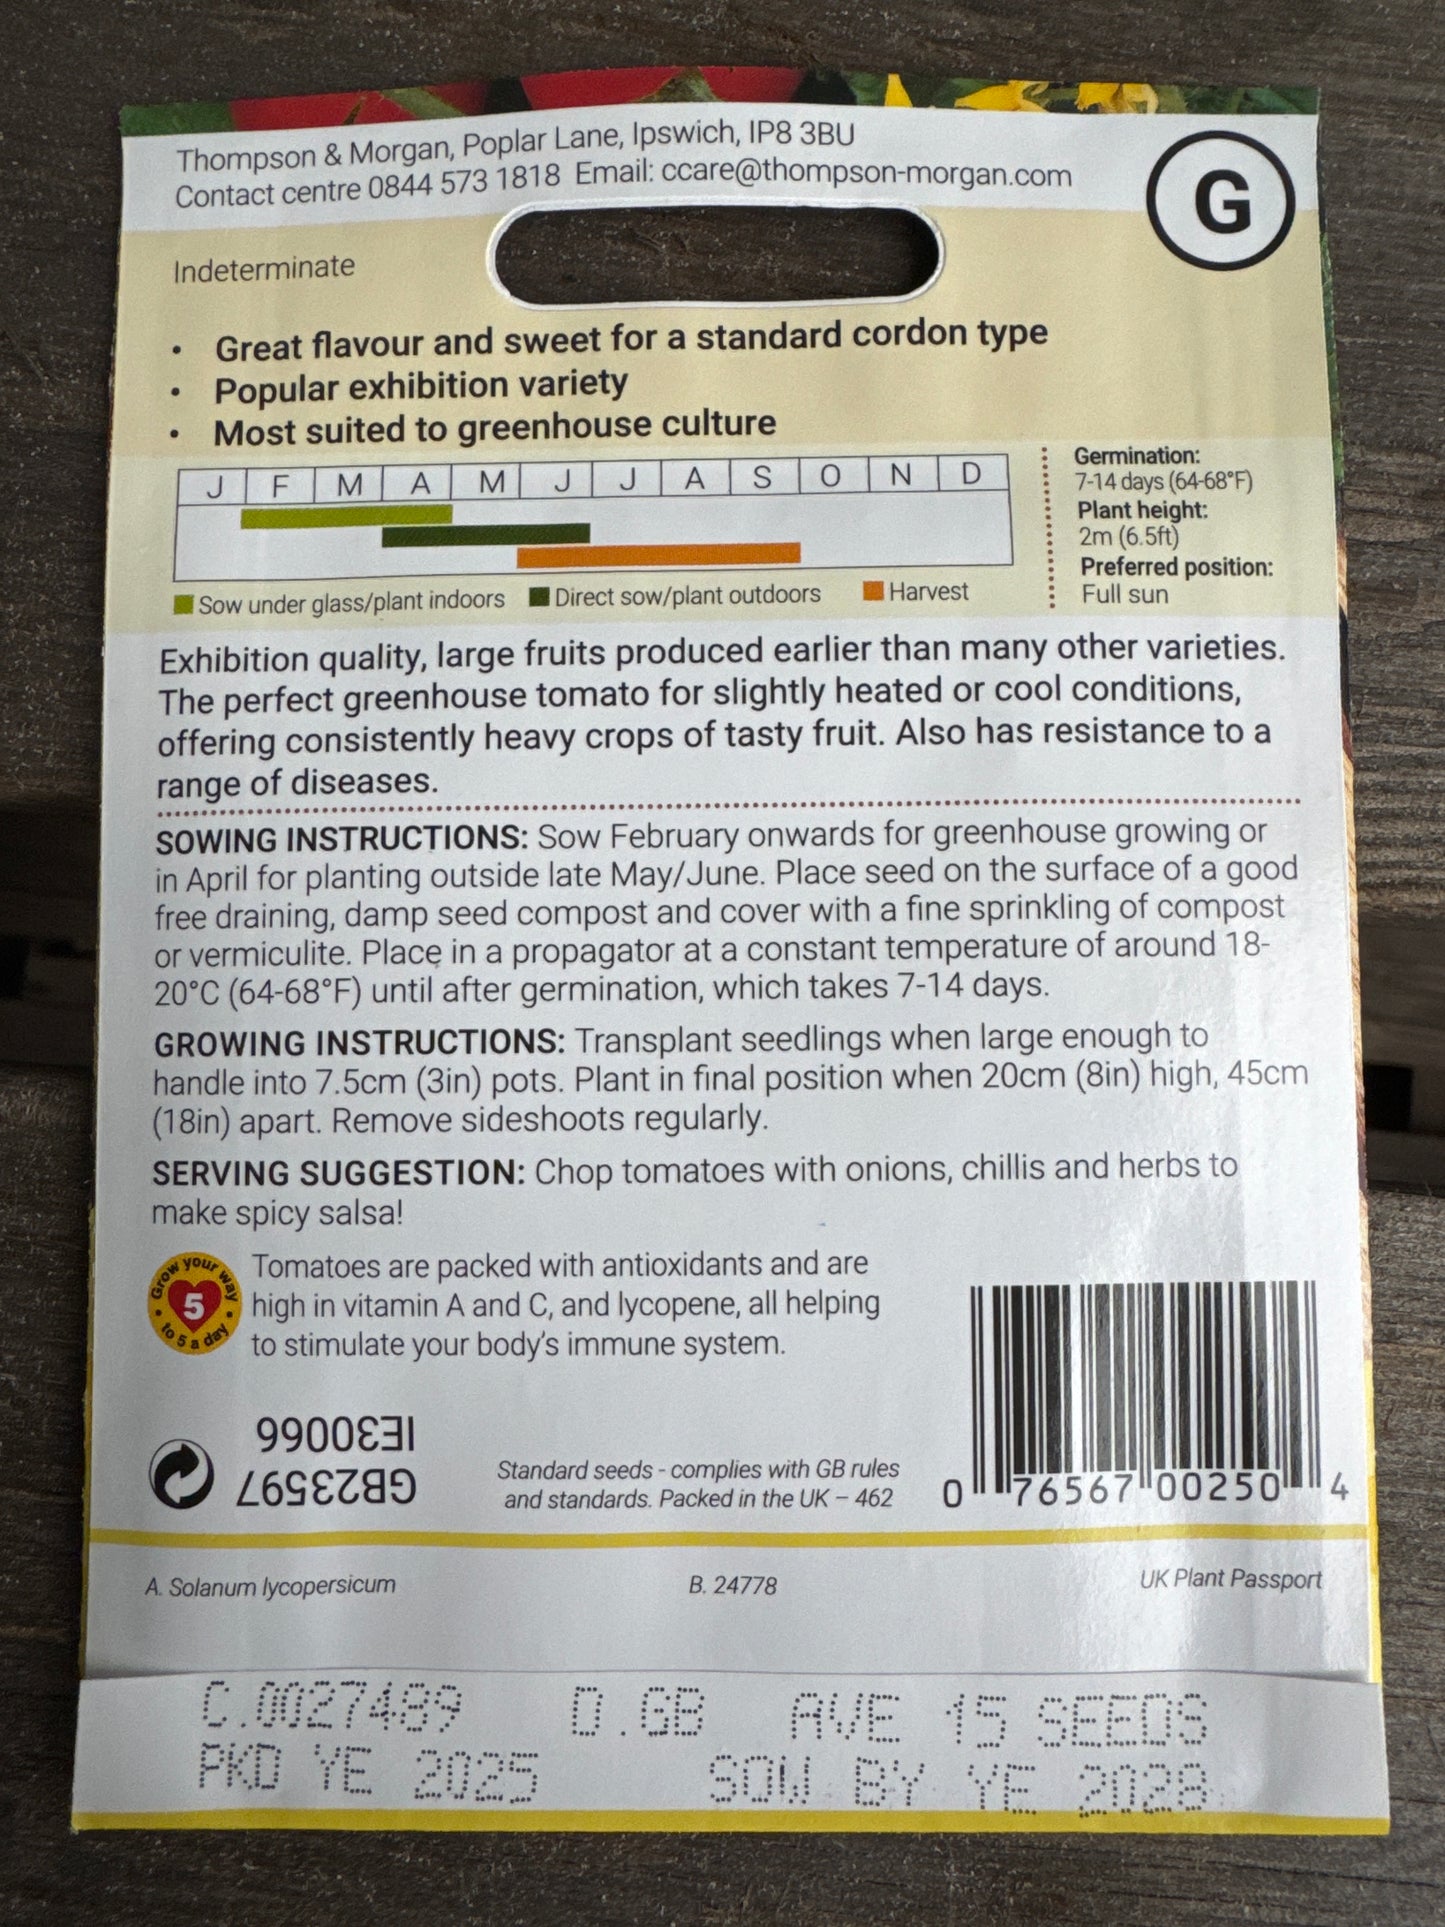 Thompson & Morgan, Poplar Lane, Ipswich, IP8 3BU
Contact centre 0844 573 1818 Email: ccare@thompson-morgan.com
G
Indeterminate
• Great flavour and sweet for a standard cordon type
• Popular exhibition variety
• Most suited to greenhouse culture
J F M A M J J A S O N D
Sow under glass/plant indoors Direct sow/plant outdoors Harvest
Germination:
7-14 days (64-68°F)
Plant height:
2m (6.5ft)
Preferred position:
Full sun
Exhibition quality, large fruits produced earlier than many other varieties.
The perfect greenhouse tomato for slightly heated or cool conditions,
offering consistently heavy crops of tasty fruit. Also has resistance to a
range of diseases.
SOWING INSTRUCTIONS: Sow February onwards for greenhouse growing or
in April for planting outside late May/June. Place seed on the surface of a good
free draining, damp seed compost and cover with a fine sprinkling of compost
or vermiculite. Place in a propagator at a constant temperature of around 18-
20°C (64-68°F) until after germination, which takes 7-14 days.
GROWING INSTRUCTIONS: Transplant seedlings when large enough to
handle into 7.5cm (3in) pots. Plant in final position when 20cm (8in) high, 45cm
(18in) apart. Remove sideshoots regularly.
SERVING SUGGESTION: Chop tomatoes with onions, chillis and herbs to
make spicy salsa!
Grow your way
5
to 5 a day
Tomatoes are packed with antioxidants and are
high in vitamin A and C, and lycopene, all helping
to stimulate your body's immune system.
GB23597
IE30066
Standard seeds - complies with GB rules
and standards. Packed in the UK – 462
0 76567 00250 4
A. Solanum lycopersicum B. 24778 UK Plant Passport
C.0027489 D.GB AVE 15 SEEDS
PKD YE 2025 SOW BY YE 2028